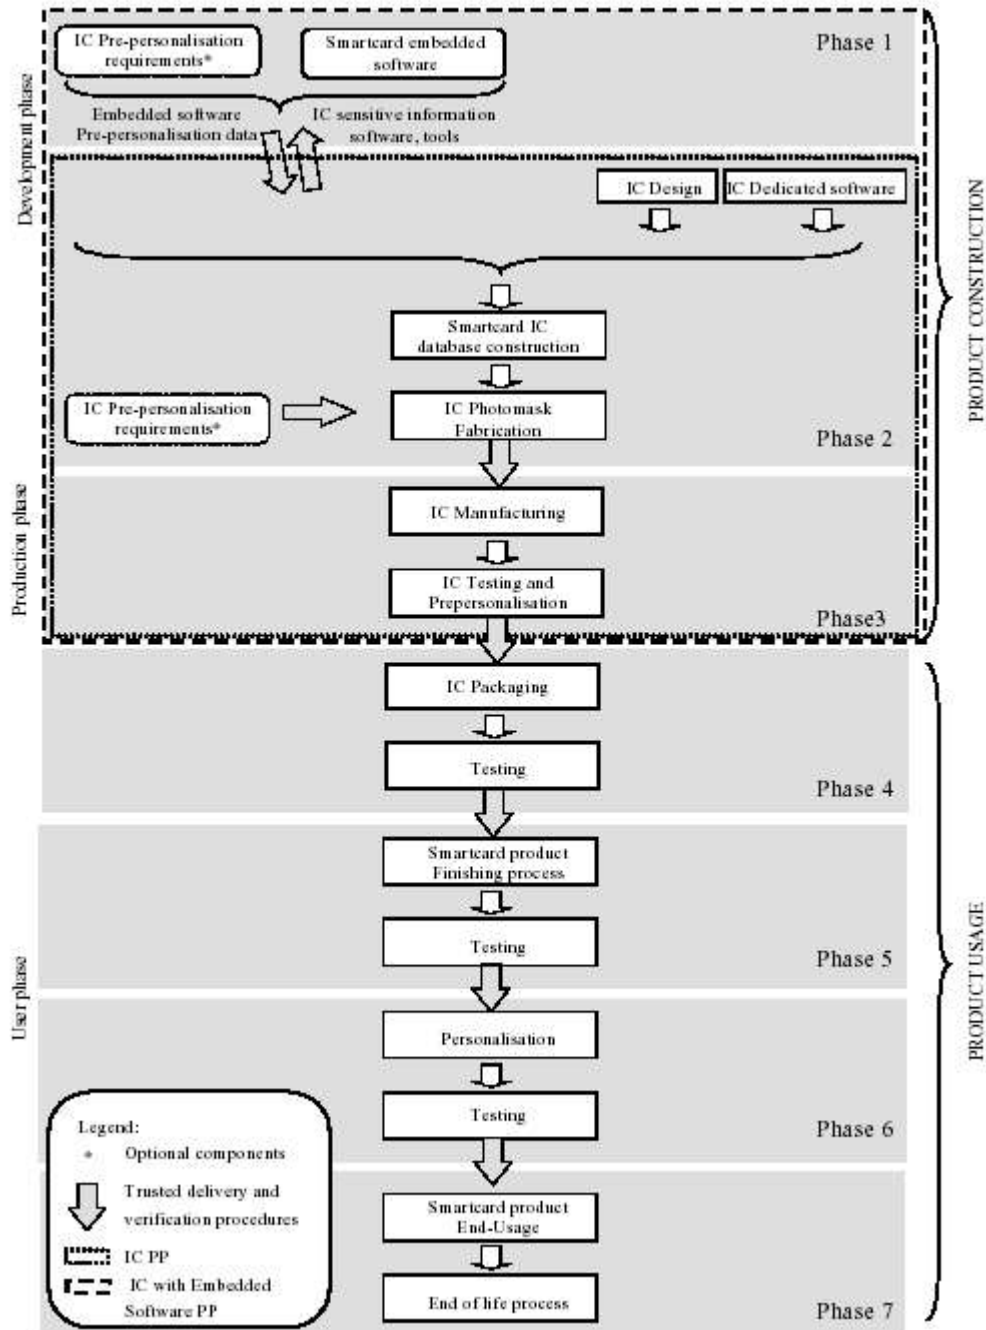 IC Pre-personalisation
requirements*
Smartcard embedded
software
Phase 1
Embedded software
Pre-personalisation data
IC sensitive information
software, tools
Development phase
IC Design
IC Dedicated software
PRODUCT CONSTRUCTION
Smartcard IC
database construction
IC Pre-personalisation
requirements*
IC Photomask
Fabrication
Phase 2
Production phase
IC Manufacturing
IC Testing and
Prepersonalisation
Phase3
IC Packaging
Testing
Phase 4
Smartcard product
Finishing process
Testing
Phase 5
User phase
PRODUCT USAGE
Personalisation
Testing
Phase 6
Legend:
* Optional components
Trusted delivery and
verification procedures
IC PP
IC with Embedded
Software PP
Smartcard product
End-Usage
End of life process
Phase 7